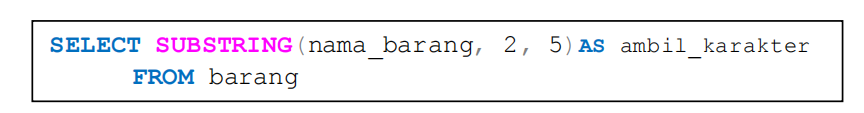 SELECT SUBSTRING(nama_barang, 2, 5)AS ambil_karakter
FROM barang